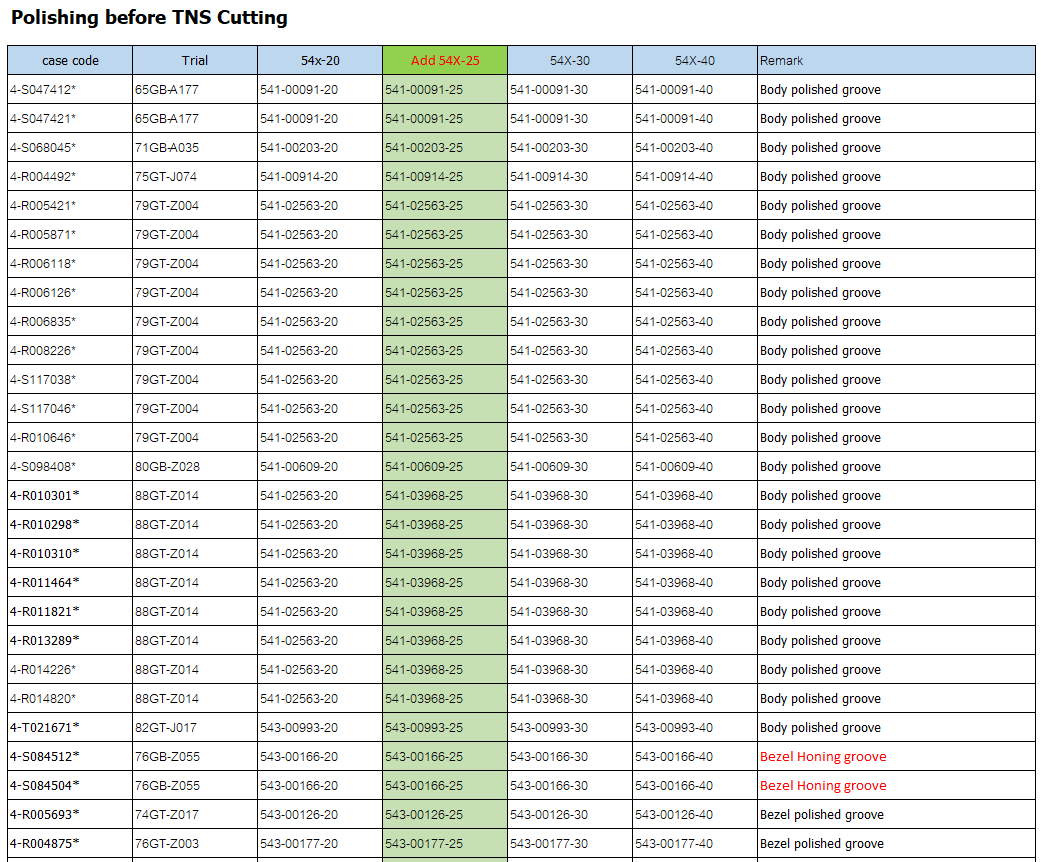 Polishing before TNS Cutting
case code Trial 54x-20 Add 54X-25 54X-30 54X-40 Remark
4-S047412* 65GB-A177 541-00091-20 541-00091-25 541-00091-30 541-00091-40 Body polished groove
4-S047421* 65GB-A177 541-00091-20 541-00091-25 541-00091-30 541-00091-40 Body polished groove
4-S068045* 71GB-A035 541-00203-20 541-00203-25 541-00203-30 541-00203-40 Body polished groove
4-R004492* 75GT-J074 541-00914-20 541-00914-25 541-00914-30 541-00914-40 Body polished groove
4-R005421* 79GT-Z004 541-02563-20 541-02563-25 541-02563-30 541-02563-40 Body polished groove
4-R005871* 79GT-Z004 541-02563-20 541-02563-25 541-02563-30 541-02563-40 Body polished groove
4-R006118* 79GT-Z004 541-02563-20 541-02563-25 541-02563-30 541-02563-40 Body polished groove
4-R006126* 79GT-Z004 541-02563-20 541-02563-25 541-02563-30 541-02563-40 Body polished groove
4-R006835* 79GT-Z004 541-02563-20 541-02563-25 541-02563-30 541-02563-40 Body polished groove
4-R008226* 79GT-Z004 541-02563-20 541-02563-25 541-02563-30 541-02563-40 Body polished groove
4-S117038* 79GT-Z004 541-02563-20 541-02563-25 541-02563-30 541-02563-40 Body polished groove
4-S117046* 79GT-Z004 541-02563-20 541-02563-25 541-02563-30 541-02563-40 Body polished groove
4-R010646* 79GT-Z004 541-02563-20 541-02563-25 541-02563-30 541-02563-40 Body polished groove
4-S098408* 80GB-Z028 541-00609-20 541-00609-25 541-00609-30 541-00609-40 Body polished groove
4-R010301* 88GT-Z014 541-02563-20 541-03968-25 541-03968-30 541-03968-40 Body polished groove
4-R010298* 88GT-Z014 541-02563-20 541-03968-25 541-03968-30 541-03968-40 Body polished groove
4-R010310* 88GT-Z014 541-02563-20 541-03968-25 541-03968-30 541-03968-40 Body polished groove
4-R011464* 88GT-Z014 541-02563-20 541-03968-25 541-03968-30 541-03968-40 Body polished groove
4-R011821* 88GT-Z014 541-02563-20 541-03968-25 541-03968-30 541-03968-40 Body polished groove
4-R013289* 88GT-Z014 541-02563-20 541-03968-25 541-03968-30 541-03968-40 Body polished groove
4-R014226* 88GT-Z014 541-02563-20 541-03968-25 541-03968-30 541-03968-40 Body polished groove
4-R014820* 88GT-Z014 541-02563-20 541-03968-25 541-03968-30 541-03968-40 Body polished groove
4-T021671* 82GT-J017 543-00993-20 543-00993-25 543-00993-30 543-00993-40 Body polished groove
4-S084512* 76GB-Z055 543-00166-20 543-00166-25 543-00166-30 543-00166-40 Bezel Honing groove
4-S084504* 76GB-Z055 543-00166-20 543-00166-25 543-00166-30 543-00166-40 Bezel Honing groove
4-R005693* 74GT-Z017 543-00126-20 543-00126-25 543-00126-30 543-00126-40 Bezel polished groove
4-R004875* 76GT-Z003 543-00177-20 543-00177-25 543-00177-30 543-00177-40 Bezel polished groove